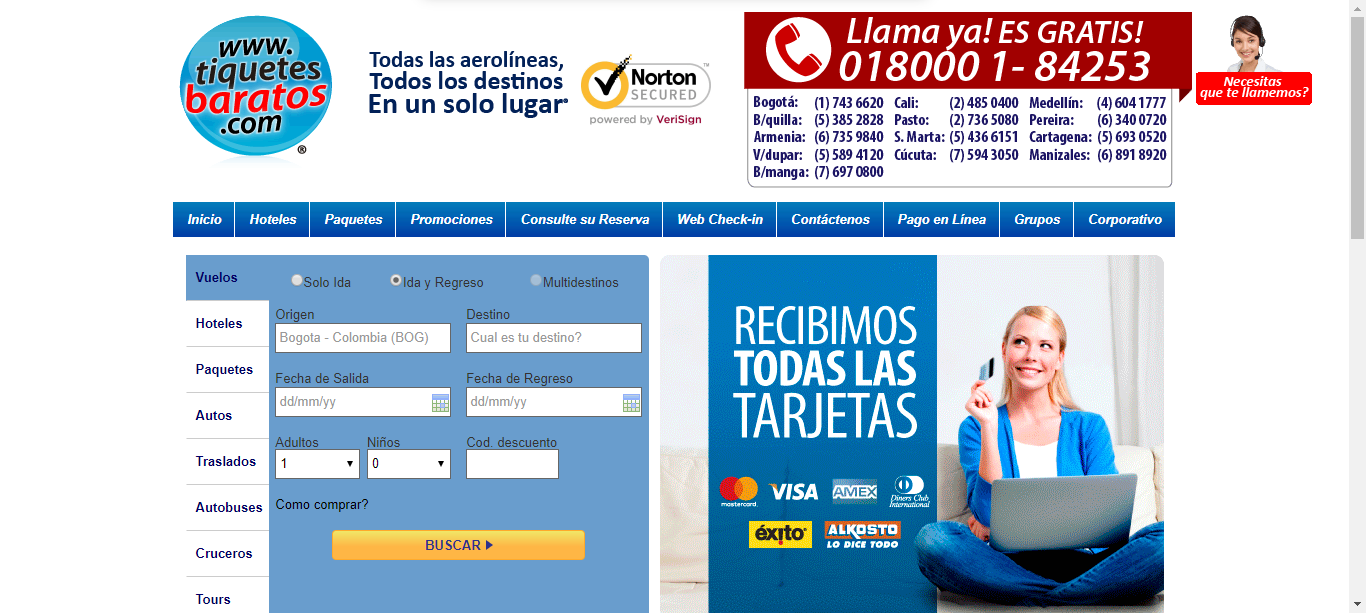 www.
tiquetes
baratos
.com
®
Todas las aerolíneas,
Todos los destinos
En un solo lugar®
Norton™
SECURED
powered by VeriSign
Llama ya! ES GRATIS!
018000 1- 84253
Necesitas
que te llamemos?
Bogotá: (1) 743 6620 Cali: (2) 485 0400 Medellín: (4) 604 1777
B/quilla: (5) 385 2828 Pasto: (2) 736 5080 Pereira: (6) 340 0720
Armenia: (6) 735 9840 S. Marta: (5) 436 6151 Cartagena: (5) 693 0520
V/dupar: (5) 589 4120 Cúcuta: (7) 594 3050 Manizales: (6) 891 8920
B/manga: (7) 697 0800
Inicio Hoteles Paquetes Promociones Consulte su Reserva Web Check-in Contáctenos Pago en Línea Grupos Corporativo
Vuelos
Hoteles
Paquetes
Autos
Traslados
Autobuses
Cruceros
Tours
Solo Ida Ida y Regreso Multidestinos
Origen Destino
Bogota - Colombia (BOG) Cual es tu destino?
Fecha de Salida Fecha de Regreso
dd/mm/yy dd/mm/yy
Adultos Niños Cod. descuento
1 0
Como comprar?
BUSCAR
RECIBIMOS
TODAS LAS
TARJETAS
mastercard. VISA AMEX Diners Club
International
éxito ALKOSTO
LO DICE TODO